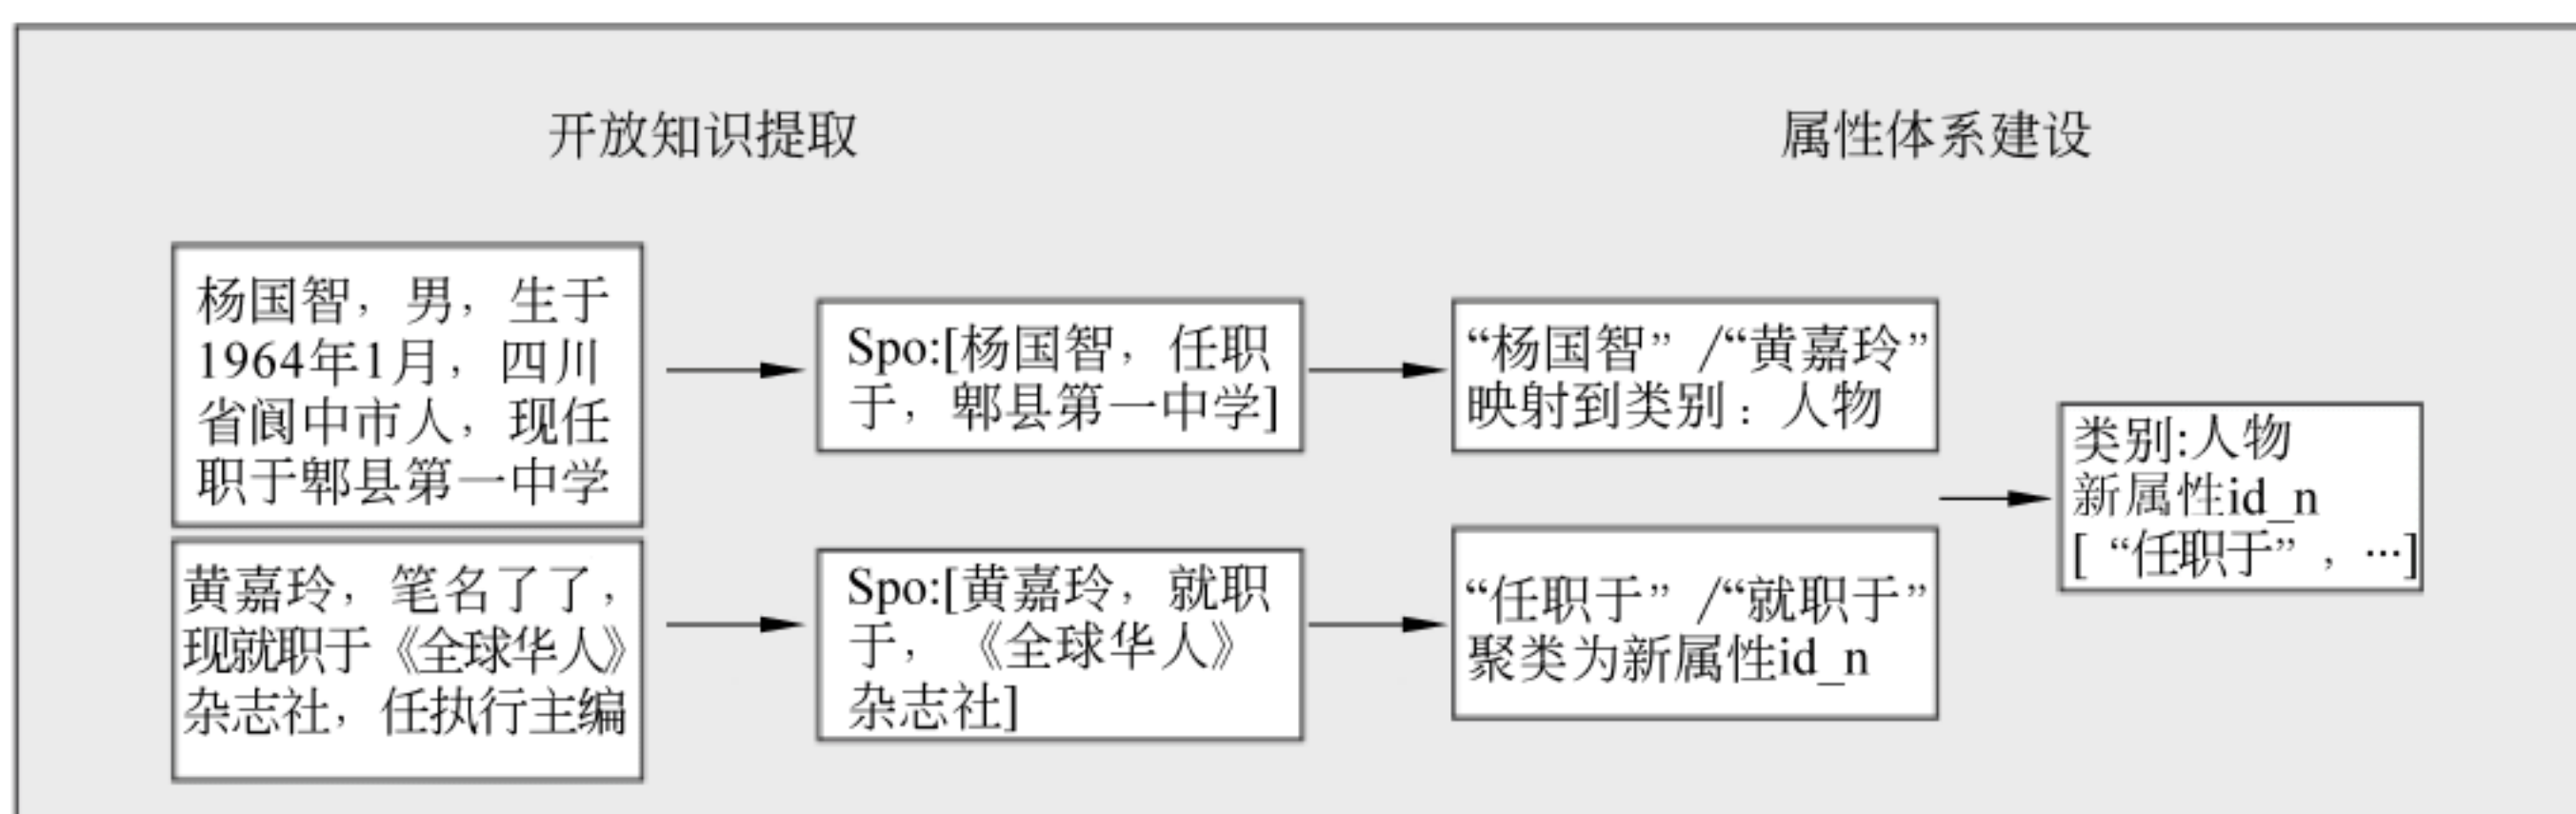 开放知识提取
属性体系建设
杨国智，男，生于
1964年1月，四川
省阆中市人，现任
职于郫县第一中学
黄嘉玲，笔名了了，
现就职于《全球华人》
杂志社，任执行主编
Spo:[杨国智，任职
于，郫县第一中学]
Spo:[黄嘉玲，就职
于，《全球华人》
杂志社]
“杨国智”/“黄嘉玲”
映射到类别：人物
“任职于”/“就职于”
聚类为新属性id_n
类别:人物
新属性id_n
[“任职于”，…]